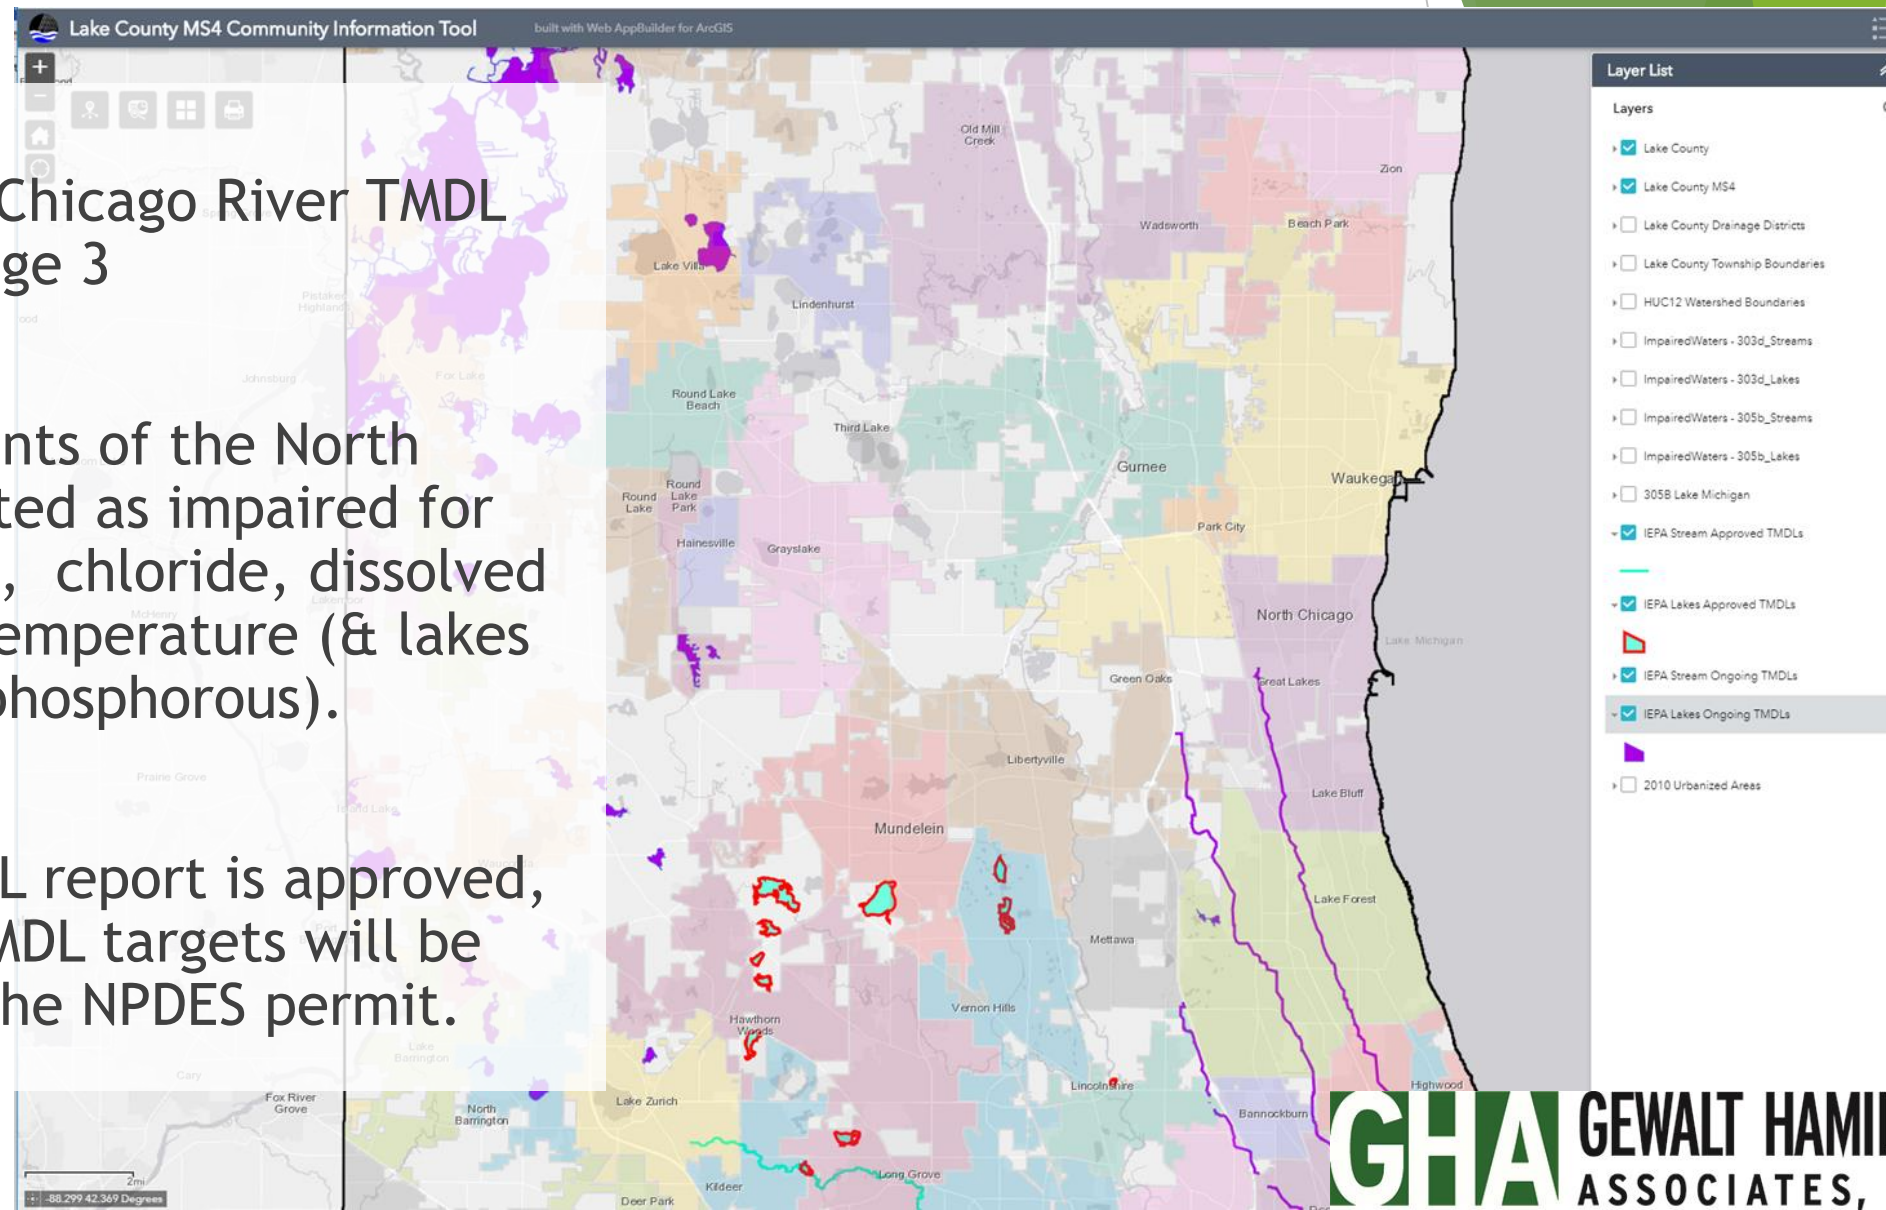 Lake County MS4 Community Information Tool
built with Web AppBuilder for ArcGIS
Chicago River TMDL
ge 3
nts of the North
ted as impaired for
, chloride, dissolved
emperature (& lakes
phosphorous).
L report is approved,
MDL targets will be
he NPDES permit.
Old Mill
Creek
Zion
Wadsworth
Beach Park
Lake Villa
Lindenhurst
Pistakee
Highlands
Johnsburg
Fox Lake
Round Lake
Beach
Third Lake
Gurnee
Waukegan
Round
Lake
Round
Lake
Park
Park City
Hainesville
Grayslake
North Chicago
Lake Michigan
McHenry
Lakemoor
Green Oaks
Great Lakes
Libertyville
Prairie Grove
Island Lake
Lake Bluff
Mundelein
Wauconda
Lake Forest
Mettawa
Vernon Hills
Hawthorn
Woods
Lake
Barrington
Cary
Lincolnshire
Highwood
Fox River
Grove
North
Barrington
Lake Zurich
Bannockburn
Long Grove
Kildeer
Deer Park
2mi
-88.299 42.369 Degrees
Layer List
Layers
Lake County
Lake County MS4
Lake County Drainage Districts
Lake County Township Boundaries
HUC12 Watershed Boundaries
ImpairedWaters - 303d_Streams
ImpairedWaters - 303d_Lakes
ImpairedWaters - 305b_Streams
ImpairedWaters - 305b_Lakes
305B Lake Michigan
IEPA Stream Approved TMDLs
IEPA Lakes Approved TMDLs
IEPA Stream Ongoing TMDLs
IEPA Lakes Ongoing TMDLs
2010 Urbanized Areas
GHA
GEWALT HAMIL
ASSOCIATES,